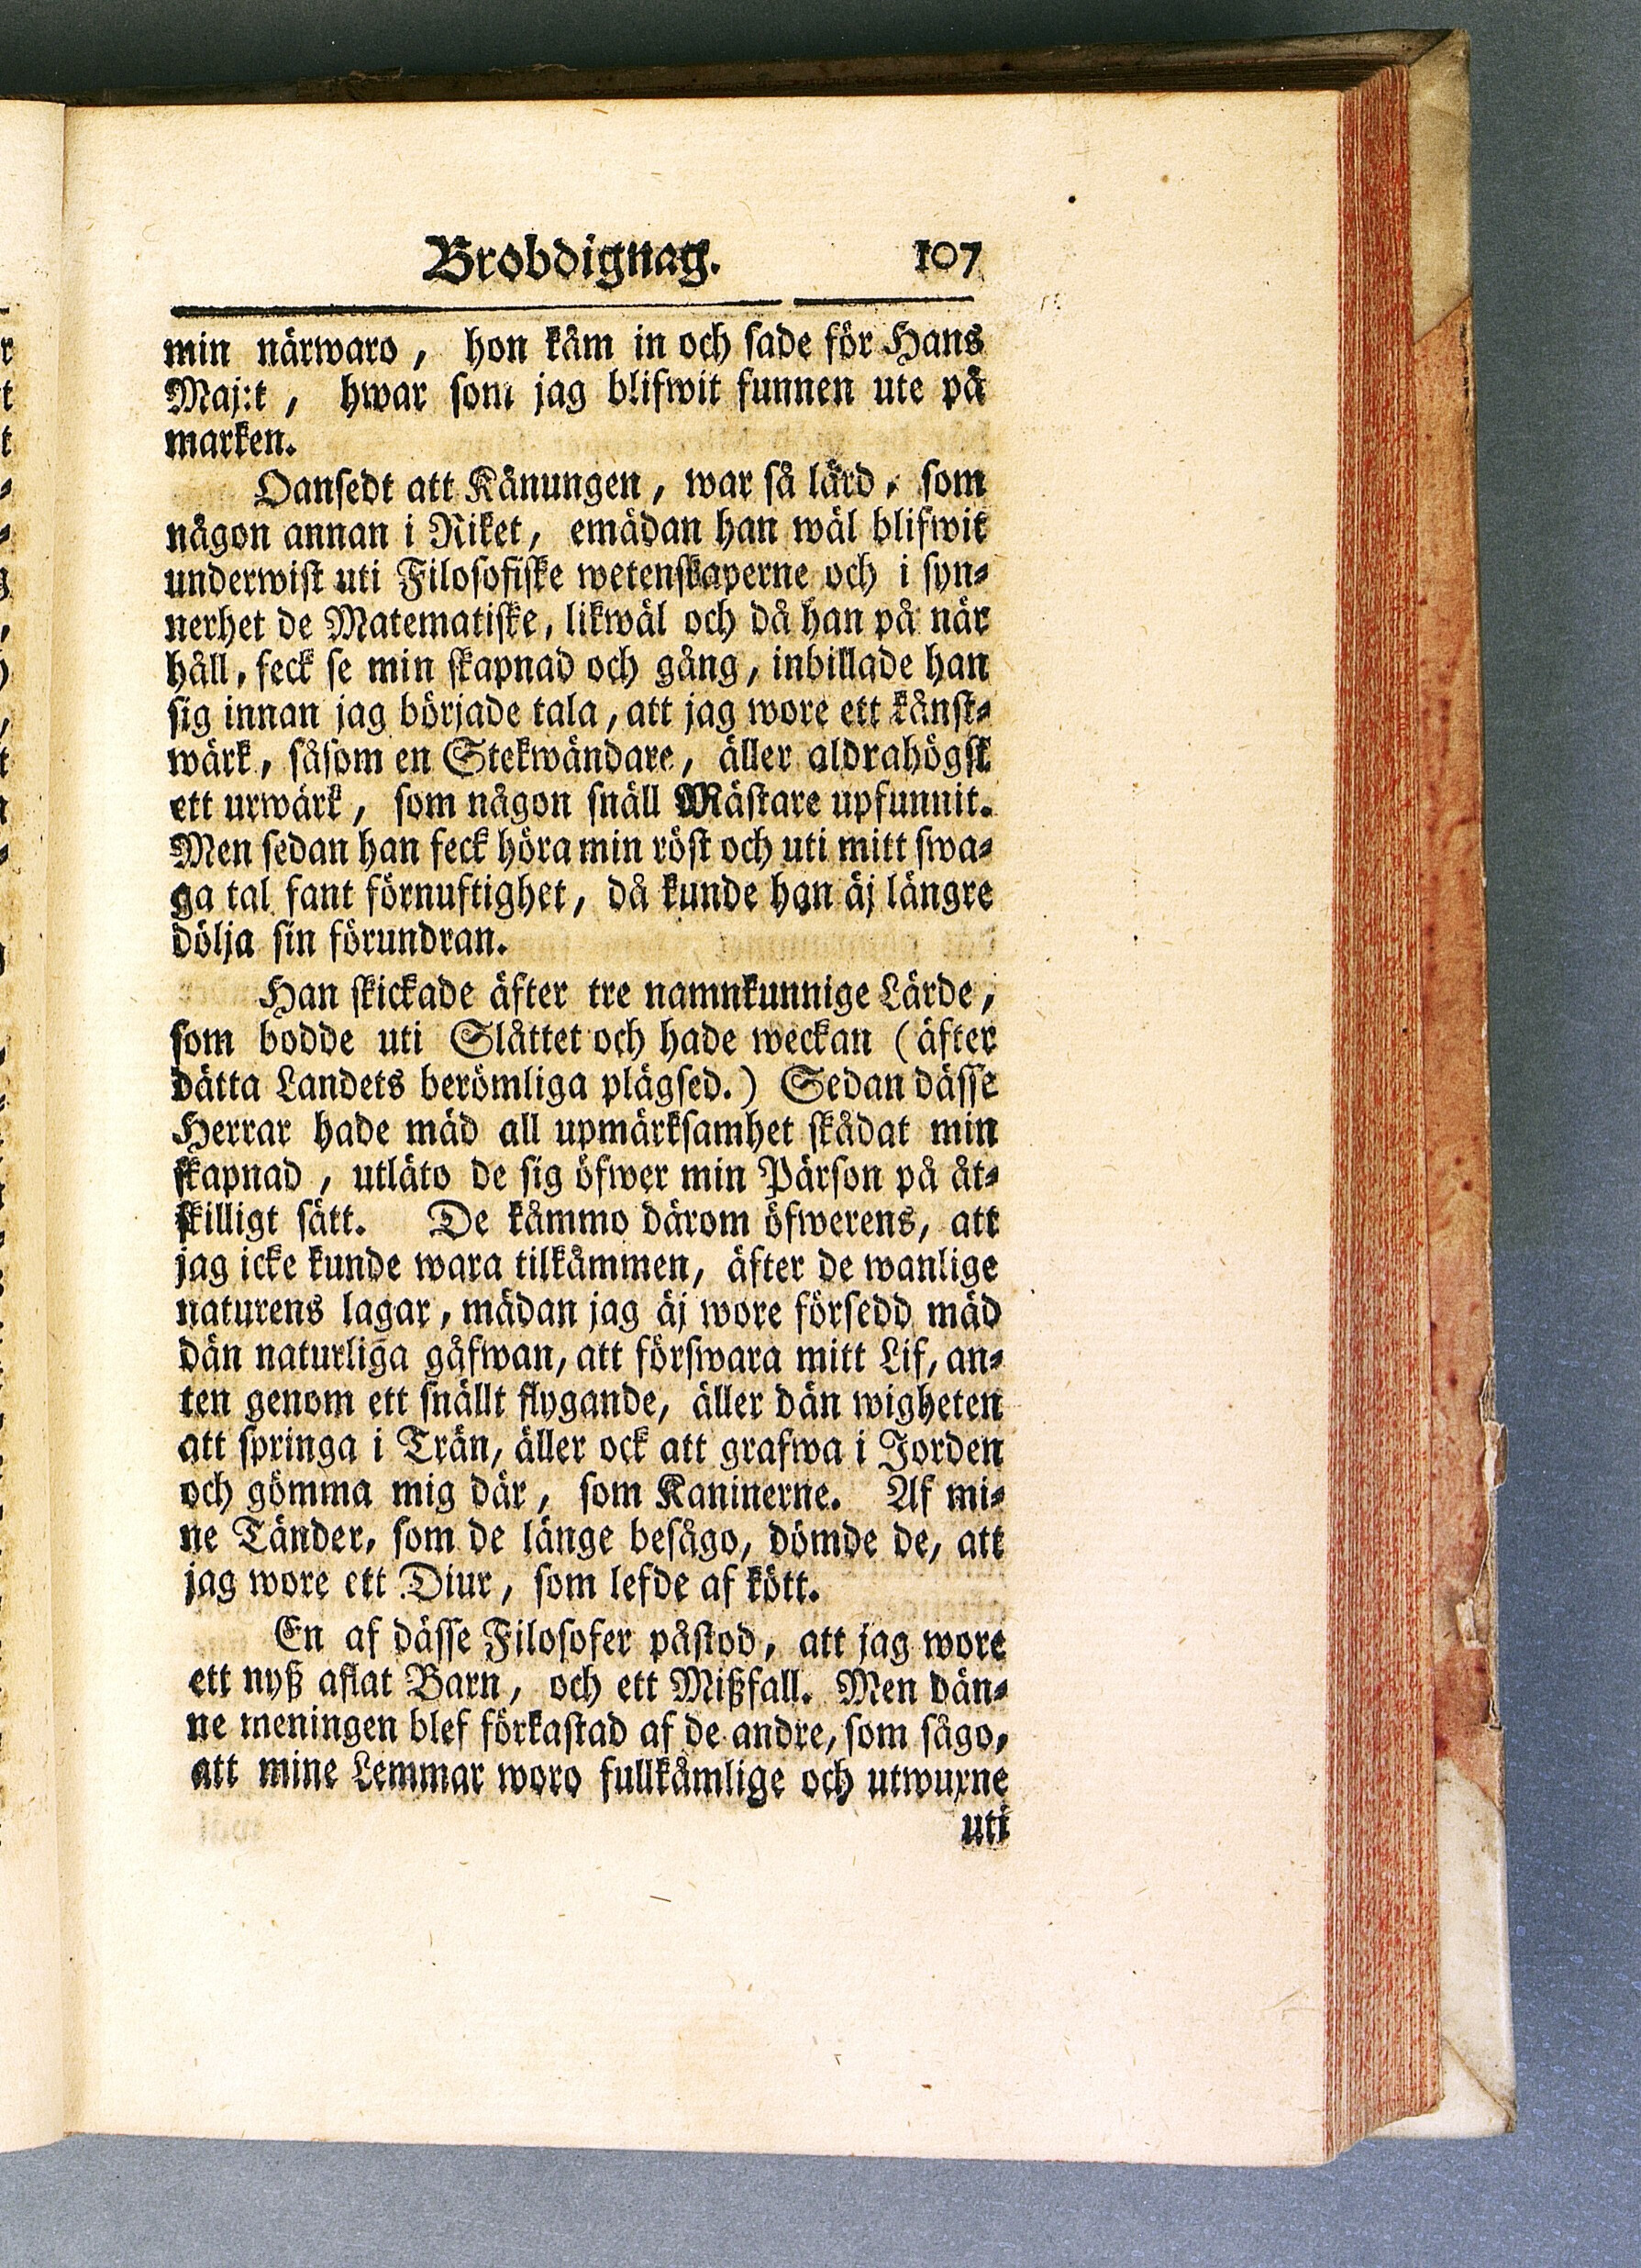 Brobdignag. 107
min närwaro, hon kåm in och sade för Hans
Maj:t, hwar som jag blifwit funnen ute på
marken.
Oansedt att Kånungen, war så lärd, som
någon annan i Riket, emädan han wäl blifwit
underwist uti Filosofiske wetenskaperne och i syn-
nerhet de Matematiske, likwäl och då han på när
håll, feck se min skapnad och gång, inbillade han
sig innan jag började tala, att jag wore ett kånst-
wärk, såsom en Stekwändare, äller aldrahögst
ett urwärk, som någon snäll Mästare upfunnit.
Men sedan han feck höra min röst och uti mitt swa-
ga tal fant förnuftighet, då kunde han äj längre
dölja sin förundran.
Han skickade äfter tre namnkunnige Lärde,
som bodde uti Slåttet och hade weckan (äfter
dätta Landets berömliga plägsed.) Sedan dässe
Herrar hade mäd all upmärksamhet skådat min
skapnad, utläto de sig öfwer min Pärson på åt-
skilligt sätt. De kåmmo därom öfwerens, att
jag icke kunde wara tilkåmmen, äfter de wanlige
naturens lagar, mädan jag äj wore försedd mäd
dän naturliga gåfwan, att förswara mitt Lif, an-
ten genom ett snällt flygande, äller dän wigheten
att springa i Trän, äller ock att grafwa i Jorden
och gömma mig där, som Kaninerne. Af mi-
ne Tänder, som de länge besågo, dömde de, att
jag wore ett Diur, som lefde af kött.
En af dässe Filosofer påstod, att jag wore
ett nyß aflat Barn, och ett Mißfall. Men dän-
ne meningen blef förkastad af de andre, som sågo,
att mine Lemmar woro fullkåmlige och utwuxne
uti